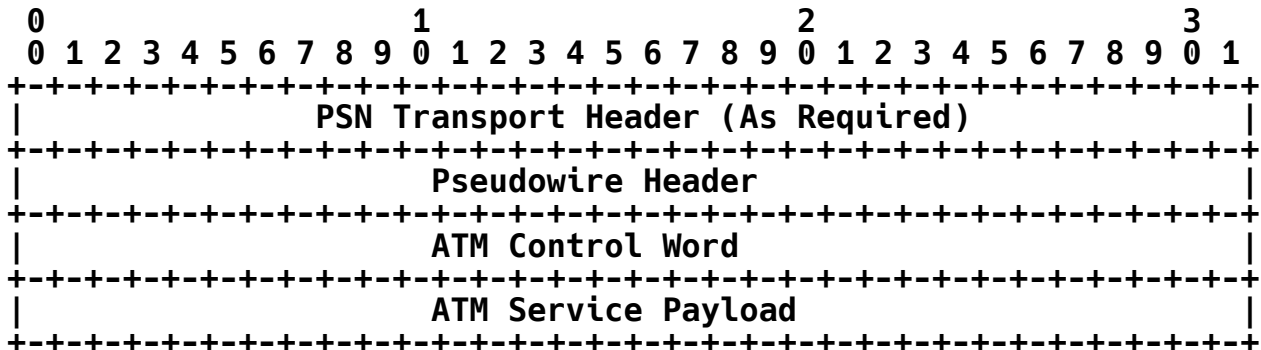 0                   1                   2                   3
 0 1 2 3 4 5 6 7 8 9 0 1 2 3 4 5 6 7 8 9 0 1 2 3 4 5 6 7 8 9 0 1
+-+-+-+-+-+-+-+-+-+-+-+-+-+-+-+-+-+-+-+-+-+-+-+-+-+-+-+-+-+-+-+-+
|               PSN Transport Header (As Required)              |
+-+-+-+-+-+-+-+-+-+-+-+-+-+-+-+-+-+-+-+-+-+-+-+-+-+-+-+-+-+-+-+-+
|                     Pseudowire Header                         |
+-+-+-+-+-+-+-+-+-+-+-+-+-+-+-+-+-+-+-+-+-+-+-+-+-+-+-+-+-+-+-+-+
|                     ATM Control Word                          |
+-+-+-+-+-+-+-+-+-+-+-+-+-+-+-+-+-+-+-+-+-+-+-+-+-+-+-+-+-+-+-+-+
|                     ATM Service Payload                       |
+-+-+-+-+-+-+-+-+-+-+-+-+-+-+-+-+-+-+-+-+-+-+-+-+-+-+-+-+-+-+-+-+